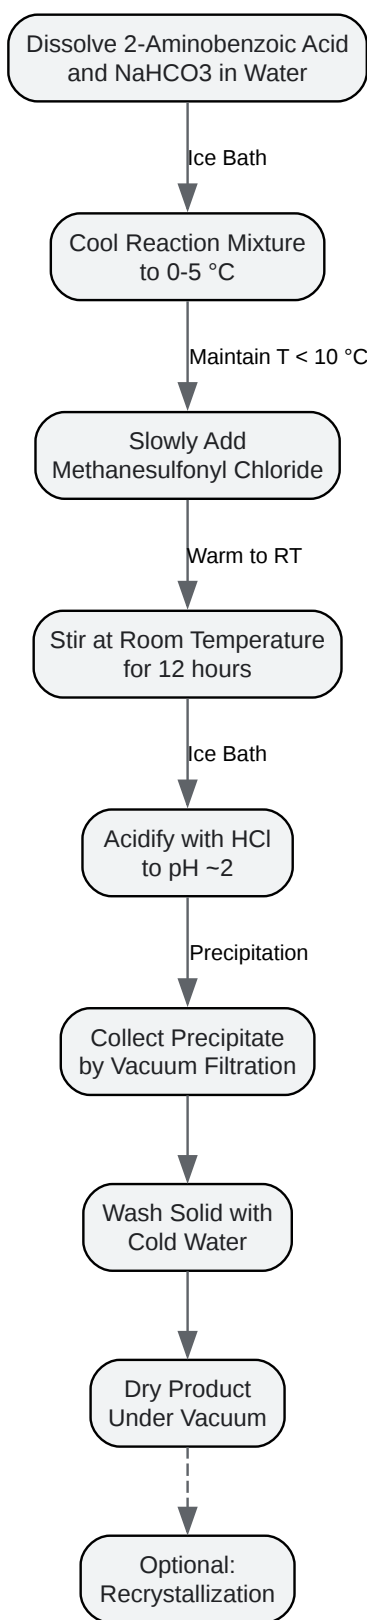 Dissolve 2-Aminobenzoic Acid
and NaHCO3 in Water
Ice Bath
Cool Reaction Mixture
to 0-5 °C
Maintain T < 10 °C
Slowly Add
Methanesulfonyl Chloride
Warm to RT
Stir at Room Temperature
for 12 hours
Ice Bath
Acidify with HCl
to pH ~2
Precipitation
Collect Precipitate
by Vacuum Filtration
Wash Solid with
Cold Water
Dry Product
Under Vacuum
Optional:
Recrystallization